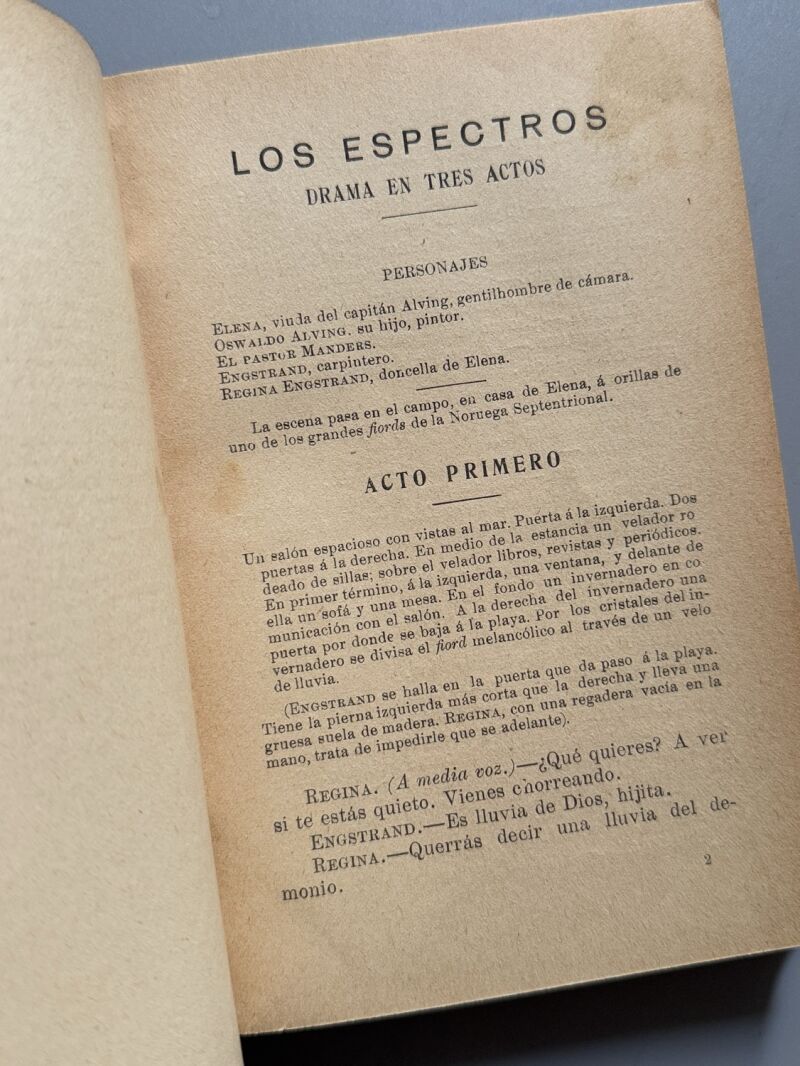 LOS ESPECTROS
DRAMA EN TRES ACTOS
PERSONAJES
ELENA, viuda del capitán Alving, gentilhombre de cámara.
OSWALDO ALVING. su hijo, pintor.
EL PASTOR MANDERS.
ENGSTRAND, carpintero.
REGINA ENGSTRAND, doncella de Elena.
La escena pasa en el campo, en casa de Elena, á orillas de
uno de los grandes fiords de la Noruega Septentrional.
ACTO PRIMERO
Un salón espacioso con vistas al mar. Puerta á la izquierda. Dos
puertas á la derecha. En medio de la estancia un velador ro
deado de sillas; sobre el velador libros, revistas y periódicos.
En primer término, á la izquierda, una ventana, y delante de
ella un sofá y una mesa. En el fondo un invernadero en co
municación con el salón. A la derecha del invernadero una
puerta por donde se baja á la playa. Por los cristales del in-
vernadero se divisa el fiord melancólico al través de un velo
de lluvia.
(ENGSTRAND se halla en la puerta que da paso á la playa.
Tiene la pierna izquierda más corta que la derecha y lleva una
gruesa suela de madera. REGINA, con una regadera vacía en la
mano, trata de impedirle que se adelante).
REGINA. (A media voz.)—¿Qué quieres? A ver
si te estás quieto. Vienes chorreando.
ENGSTRAND.—Es lluvia de Dios, hijita.
REGINA.—Querrás decir una lluvia del de-
monio.
2